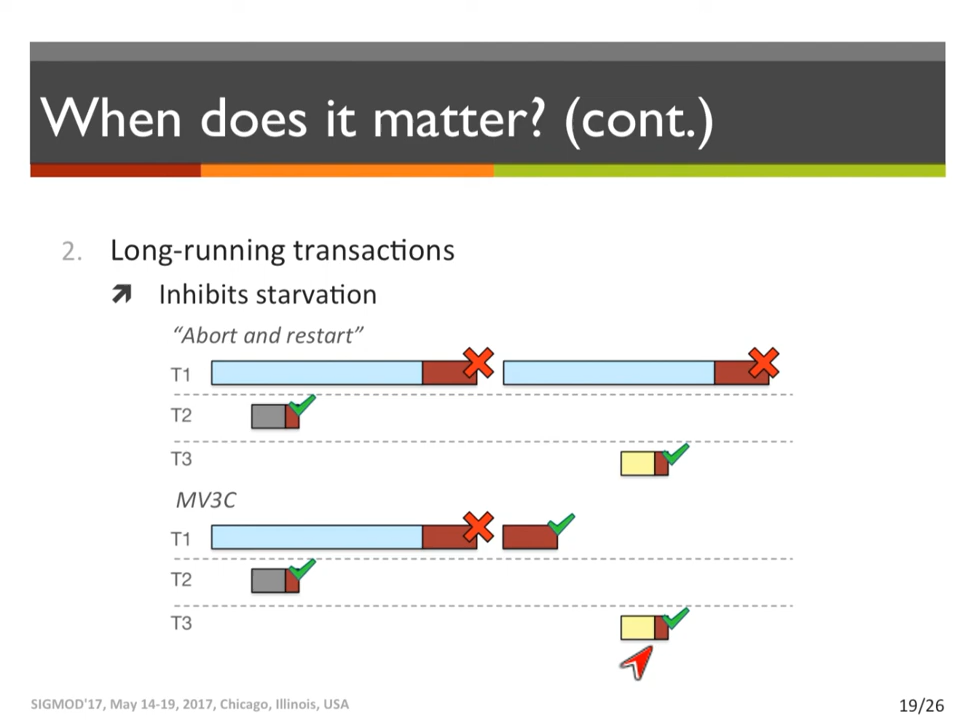 When does it matter? (cont.)
2. Long-running transactions
Inhibits starvation
“Abort and restart”
T1
T2
T3
MV3C
T1
T2
T3
SIGMOD'17, May 14-19, 2017, Chicago, Illinois, USA
19/26